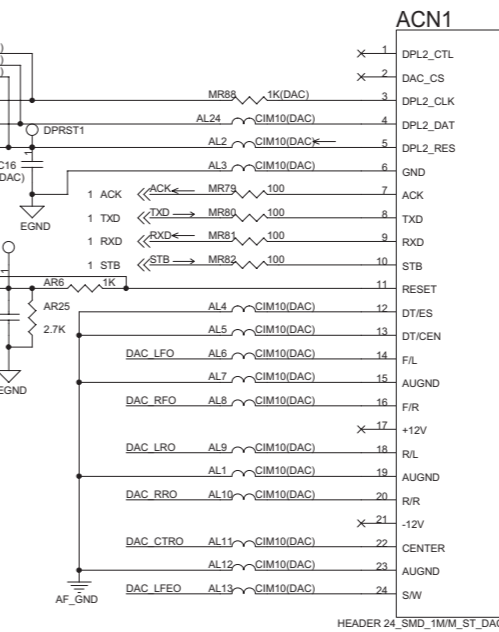 ACN1
1 DPL2_CTL
2 DAC_CS
MR88 1K(DAC) 3 DPL2_CLK
AL24 CIM10(DAC) 4 DPL2_DAT
DPRST1
AL2 CIM10(DAC) 5 DPL2_RES
C16
DAC)
AL3 CIM10(DAC) 6 GND
1 ACK ACK MR79 100 7 ACK
1 TXD TXD MR80 100 8 TXD
EGND
1 RXD RXD MR81 100 9 RXD
1 STB STB MR82 100 10 STB
1
AR6 1K 11 RESET
AR25
2.7K
AL4 CIM10(DAC) 12 DT/ES
AL5 CIM10(DAC) 13 DT/CEN
DAC_LFO AL6 CIM10(DAC) 14 F/L
AL7 CIM10(DAC) 15 AUGND
EGND
DAC_RFO AL8 CIM10(DAC) 16 F/R
17 +12V
DAC_LRO AL9 CIM10(DAC) 18 R/L
AL1 CIM10(DAC) 19 AUGND
DAC_RRO AL10 CIM10(DAC) 20 R/R
21 -12V
DAC_CTRO AL11 CIM10(DAC) 22 CENTER
AL12 CIM10(DAC) 23 AUGND
AF_GND
DAC_LFEO AL13 CIM10(DAC) 24 S/W
HEADER 24_SMD_1M/M_ST_DAC